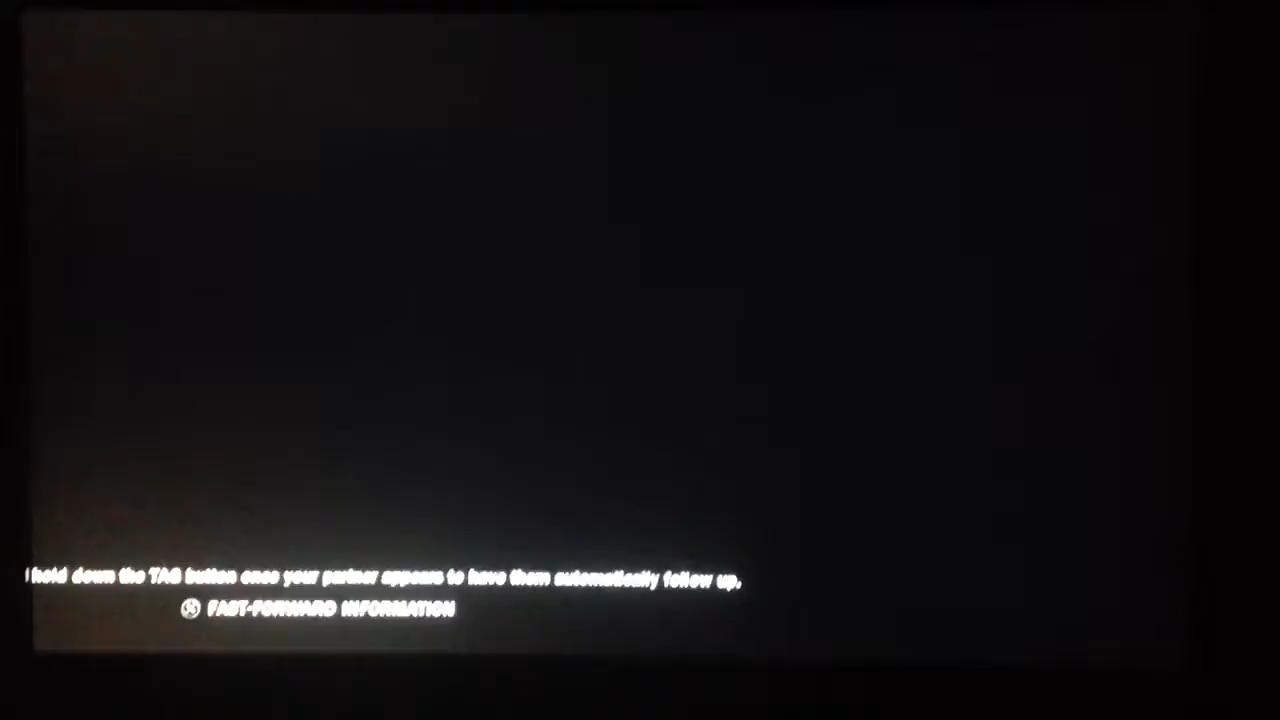 hold down the TAG button once your partner appears to have them automatically follow up.
FAST-FORWARD INFORMATION